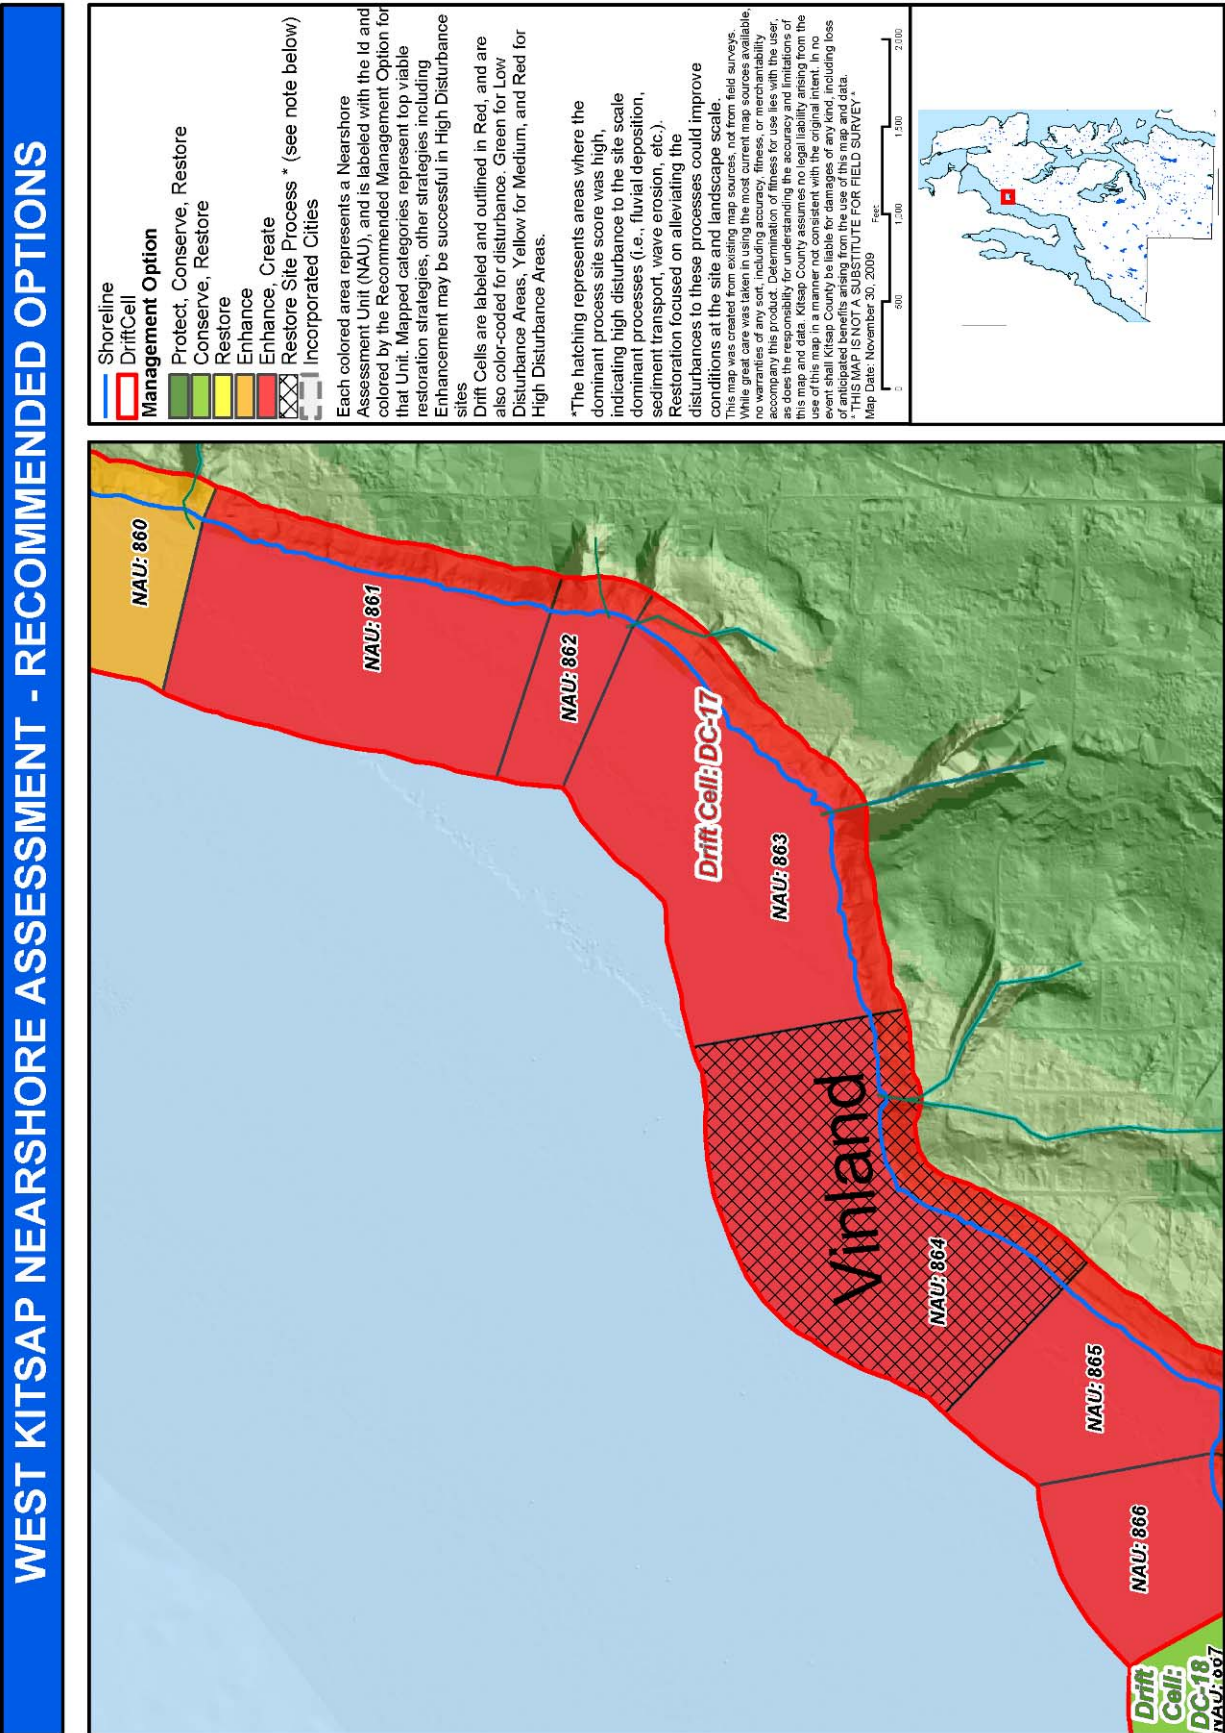 WEST KITSAP NEARSHORE ASSESSMENT - RECOMMENDED OPTIONS
Shoreline
DriftCell
Management Option
Protect, Conserve, Restore
Conserve, Restore
Restore
Enhance
Enhance, Create
Restore Site Process * (see note below)
Incorporated Cities
Each colored area represents a Nearshore
Assessment Unit (NAU), and is labeled with the Id and
colored by the Recommended Management Option for
that Unit. Mapped categories represent top viable
restoration strategies, other strategies including
Enhancement may be successful in High Disturbance
sites
Drift Cells are labeled and outlined in Red, and are
also color-coded for disturbance. Green for Low
Disturbance Areas, Yellow for Medium, and Red for
High Disturbance Areas.
*The hatching represents areas where the
dominant process site score was high,
indicating high disturbance to the site scale
dominant processes (i.e., fluvial deposition,
sediment transport, wave erosion, etc.).
Restoration focused on alleviating the
disturbances to these processes could improve
conditions at the site and landscape scale.
This map was created from existing map sources, not from field surveys.
While great care was taken in using the most current map sources available,
no warranties of any sort, including accuracy, fitness, or merchantability
accompany this product. Determination of fitness for use lies with the user,
as does the responsibility for understanding the accuracy and limitations of
this map and data. Kitsap County assumes no legal liability arising from the
use of this map in a manner not consistent with the original intent. In no
event shall Kitsap County be liable for damages of any kind, including loss
of anticipated benefits arising from the use of this map and data.
* THIS MAP IS NOT A SUBSTITUTE FOR FIELD SURVEY *
Map Date: November 30, 2009
Feet
0 500 1,000 1,500 2,000
NAU: 860
NAU: 861
NAU: 862
Drift Cell: DC-17
NAU: 863
Vinland
NAU: 864
NAU: 865
NAU: 866
Drift
Cell:
DC-18
NAU: 867